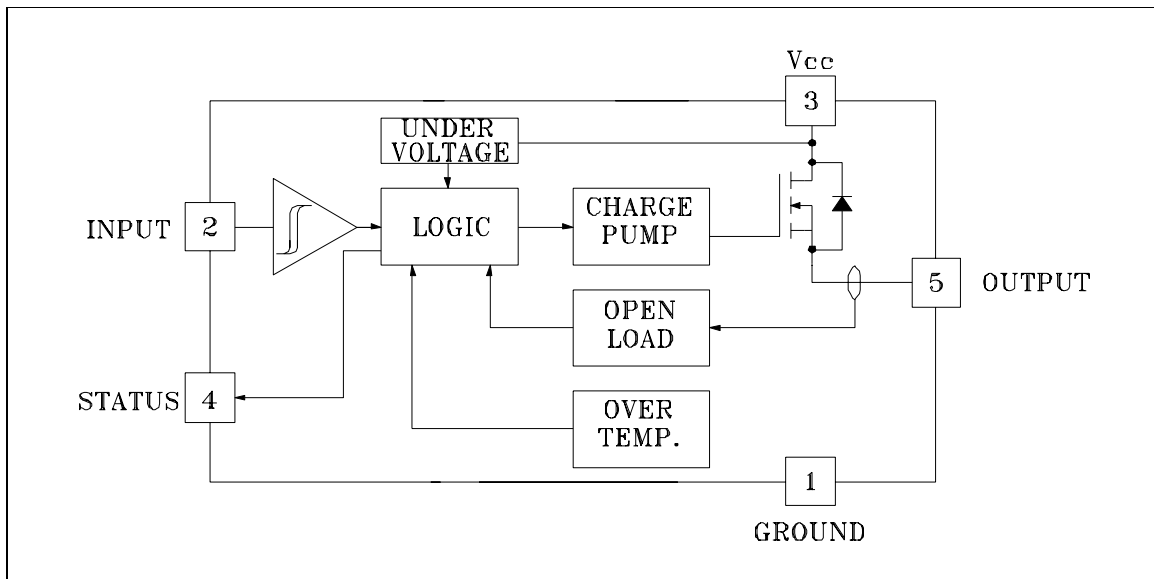 Vcc
3
UNDER
VOLTAGE
INPUT
2
LOGIC
CHARGE
PUMP
5
OUTPUT
OPEN
LOAD
STATUS
4
OVER
TEMP.
1
GROUND